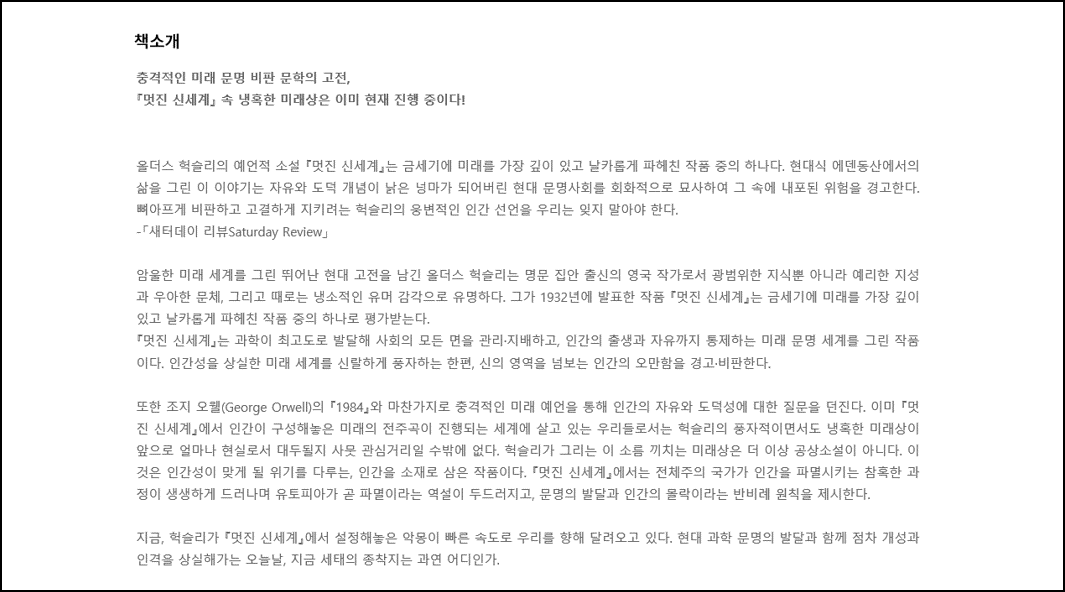 책소개
충격적인 미래 문명 비판 문학의 고전,
『멋진 신세계』 속 냉혹한 미래상은 이미 현재 진행 중이다!
올더스 헉슬리의 예언적 소설 『멋진 신세계』는 금세기에 미래를 가장 깊이 있고 날카롭게 파헤친 작품 중의 하나다. 현대식 에덴동산에서의
삶을 그린 이 이야기는 자유와 도덕 개념이 낡은 넝마가 되어버린 현대 문명사회를 회화적으로 묘사하여 그 속에 내포된 위험을 경고한다.
뼈아프게 비판하고 고결하게 지키려는 헉슬리의 웅변적인 인간 선언을 우리는 잊지 말아야 한다.
-「새터데이 리뷰Saturday Review」
암울한 미래 세계를 그린 뛰어난 현대 고전을 남긴 올더스 헉슬리는 명문 집안 출신의 영국 작가로서 광범위한 지식뿐 아니라 예리한 지성
과 우아한 문체, 그리고 때로는 냉소적인 유머 감각으로 유명하다. 그가 1932년에 발표한 작품 『멋진 신세계』는 금세기에 미래를 가장 깊이
있고 날카롭게 파헤친 작품 중의 하나로 평가받는다.
『멋진 신세계』는 과학이 최고도로 발달해 사회의 모든 면을 관리·지배하고, 인간의 출생과 자유까지 통제하는 미래 문명 세계를 그린 작품
이다. 인간성을 상실한 미래 세계를 신랄하게 풍자하는 한편, 신의 영역을 넘보는 인간의 오만함을 경고·비판한다.
또한 조지 오웰(George Orwell)의 『1984』와 마찬가지로 충격적인 미래 예언을 통해 인간의 자유와 도덕성에 대한 질문을 던진다. 이미 『멋
진 신세계』에서 인간이 구성해놓은 미래의 전주곡이 진행되는 세계에 살고 있는 우리들로서는 헉슬리의 풍자적이면서도 냉혹한 미래상이
앞으로 얼마나 현실로서 대두될지 사뭇 관심거리일 수밖에 없다. 헉슬리가 그리는 이 소름 끼치는 미래상은 더 이상 공상소설이 아니다. 이
것은 인간성이 맞게 될 위기를 다루는, 인간을 소재로 삼은 작품이다. 『멋진 신세계』에서는 전체주의 국가가 인간을 파멸시키는 참혹한 과
정이 생생하게 드러나며 유토피아가 곧 파멸이라는 역설이 두드러지고, 문명의 발달과 인간의 몰락이라는 반비례 원칙을 제시한다.
지금, 헉슬리가 『멋진 신세계』에서 설정해놓은 악몽이 빠른 속도로 우리를 향해 달려오고 있다. 현대 과학 문명의 발달과 함께 점차 개성과
인격을 상실해가는 오늘날, 지금 세태의 종착지는 과연 어디인가.